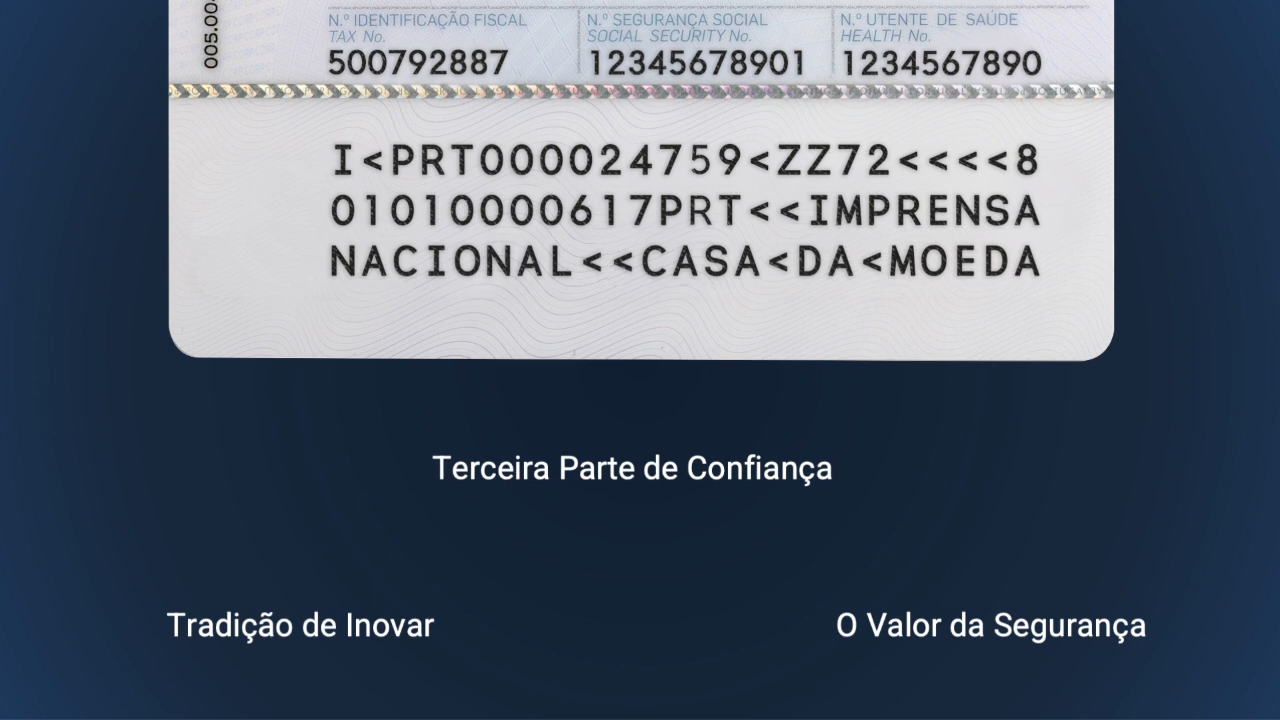 005.00
N.º IDENTIFICAÇÃO FISCAL
TAX No.
500792887
N.º SEGURANÇA SOCIAL
SOCIAL SECURITY No.
12345678901
N.º UTENTE DE SAÚDE
HEALTH No.
1234567890
I<PRT000024759<ZZ72<<<<8
01010000617PRT<<IMPRENSA
NACIONAL<<CASA<DA<MOEDA
Terceira Parte de Confiança
Tradição de Inovar
O Valor da Segurança